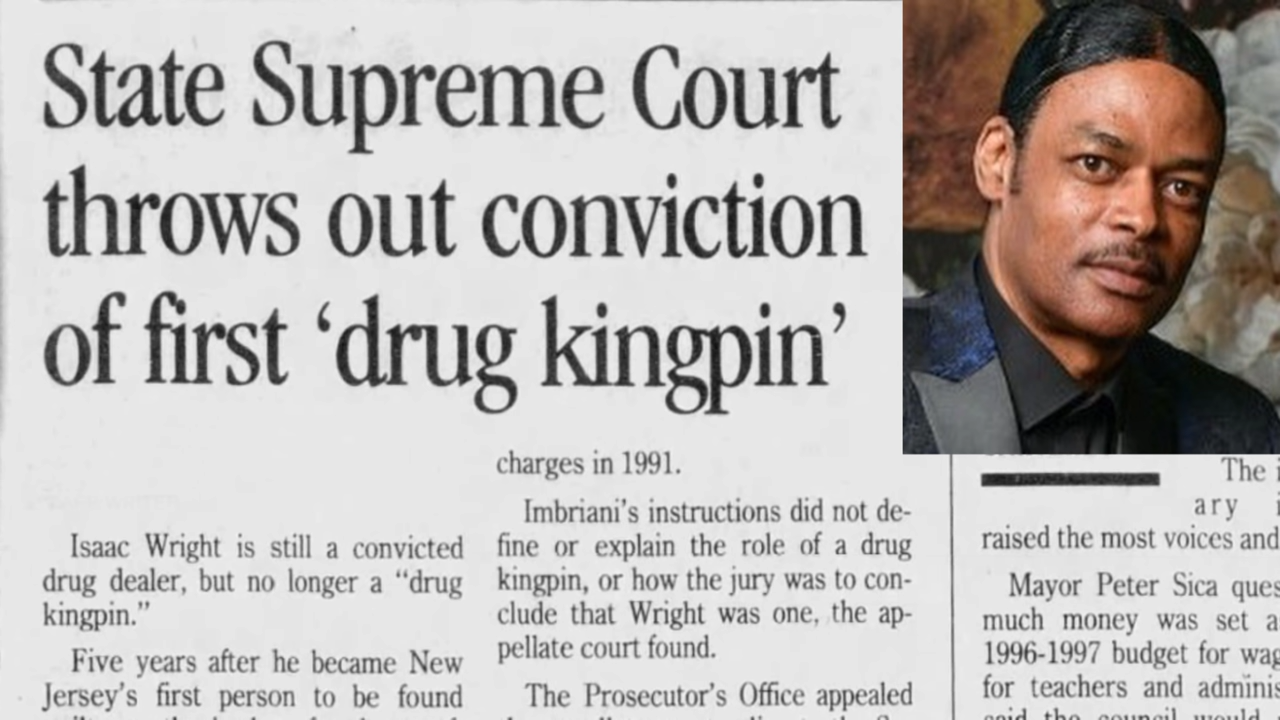 State Supreme Court
throws out conviction
of first ‘drug kingpin’
Isaac Wright is still a convicted
drug dealer, but no longer a “drug
kingpin.”
Five years after he became New
Jersey’s first person to be found
charges in 1991.
Imbriani’s instructions did not de-
fine or explain the role of a drug
kingpin, or how the jury was to con-
clude that Wright was one, the ap-
pellate court found.
The Prosecutor’s Office appealed
The
ary
raised the most voices and
Mayor Peter Sica
much money was set
1996-1997 budget for
for teachers and
said the council would